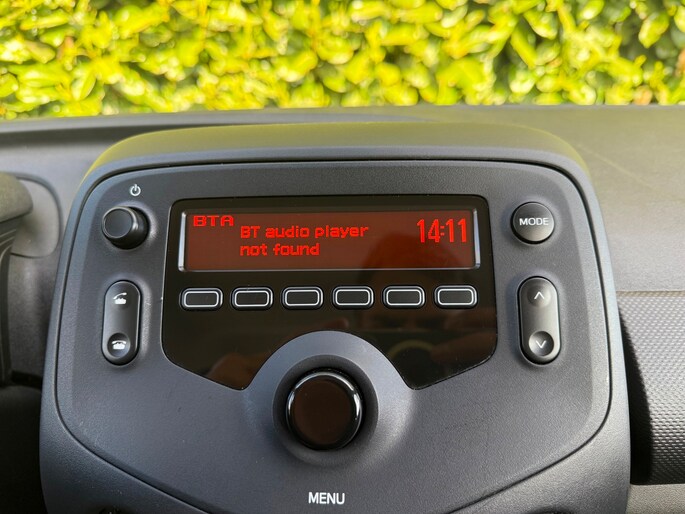 BTA
BT audio player
not found
14:11
MODE
MENU